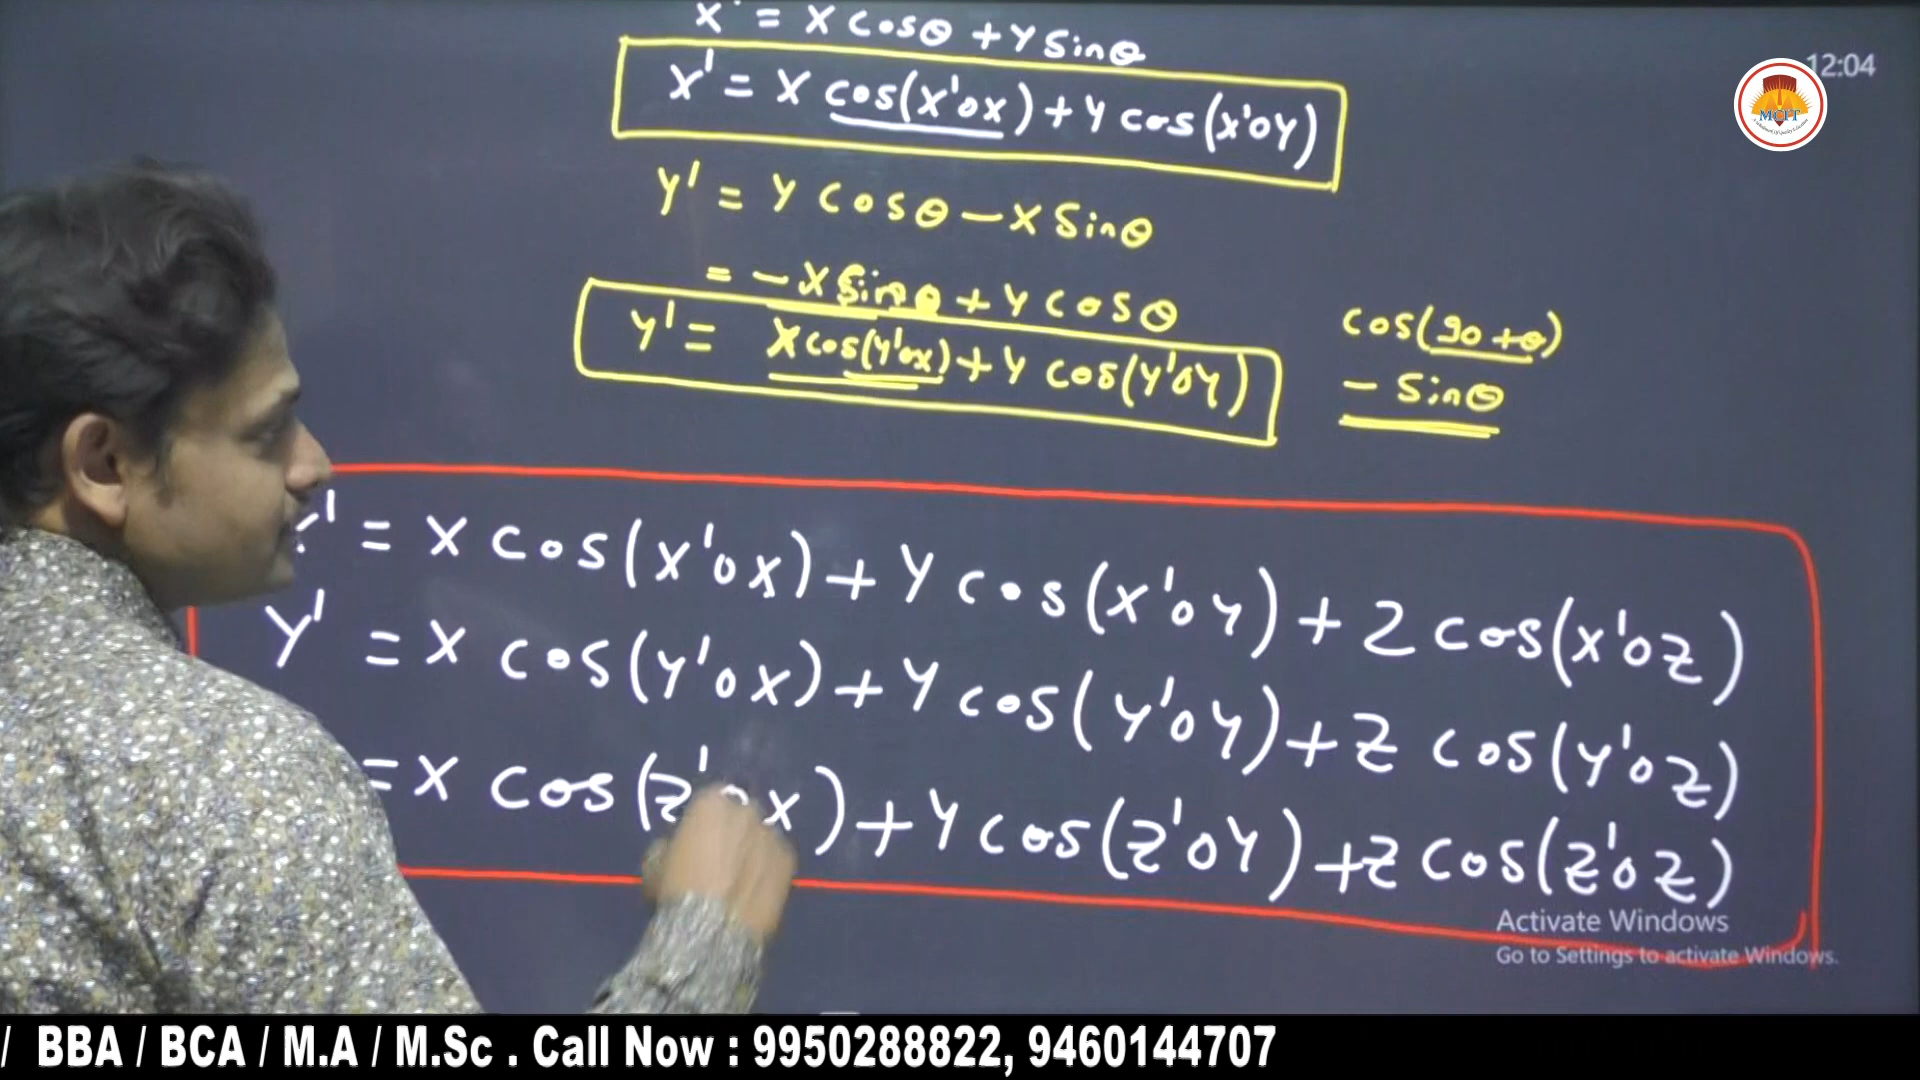 x' = x cosθ + y sinθ
12:04
x' = x cos(x'ox) + y cos(x'oy)
MCIT
y' = y cosθ – x sinθ
= – x sinθ + y cosθ
cos(90+θ)
y' = x cos(y'ox) + y cos(y'oy)
– sinθ
x' = x cos(x'ox) + y cos(x'oy) + z cos(x'oz)
y' = x cos(y'ox) + y cos(y'oy) + z cos(y'oz)
= x cos(z'ox) + y cos(z'oy) + z cos(z'oz)
Activate Windows
Go to Settings to activate Windows.
/ BBA / BCA / M.A / M.Sc . Call Now : 9950288822, 9460144707